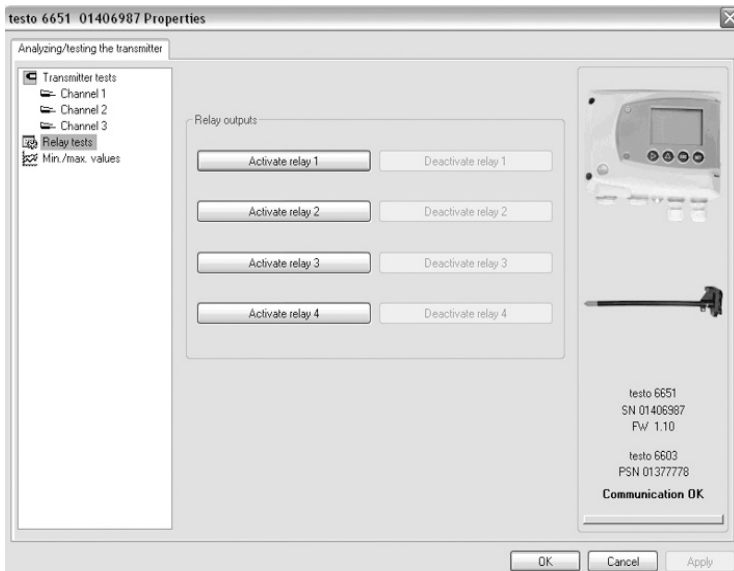 testo 6651 01406987 Properties
Analyzing/testing the transmitter
Transmitter tests
Channel 1
Channel 2
Channel 3
Relay tests
Min./max. values
Relay outputs
Activate relay 1
Deactivate relay 1
Activate relay 2
Deactivate relay 2
Activate relay 3
Deactivate relay 3
Activate relay 4
Deactivate relay 4
testo 6651
SN 01406987
FW 1.10
testo 6603
PSN 01377778
Communication OK
OK
Cancel
Apply